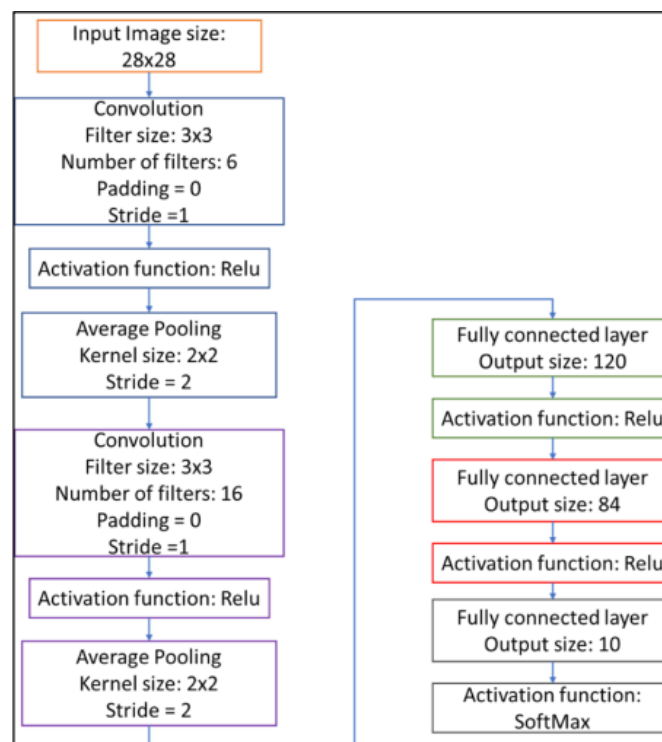 Input Image size:
28x28
Convolution
Filter size: 3x3
Number of filters: 6
Padding = 0
Stride =1
Activation function: Relu
Average Pooling
Kernel size: 2x2
Stride = 2
Convolution
Filter size: 3x3
Number of filters: 16
Padding = 0
Stride =1
Activation function: Relu
Average Pooling
Kernel size: 2x2
Stride = 2
Fully connected layer
Output size: 120
Activation function: Relu
Fully connected layer
Output size: 84
Activation function: Relu
Fully connected layer
Output size: 10
Activation function:
SoftMax